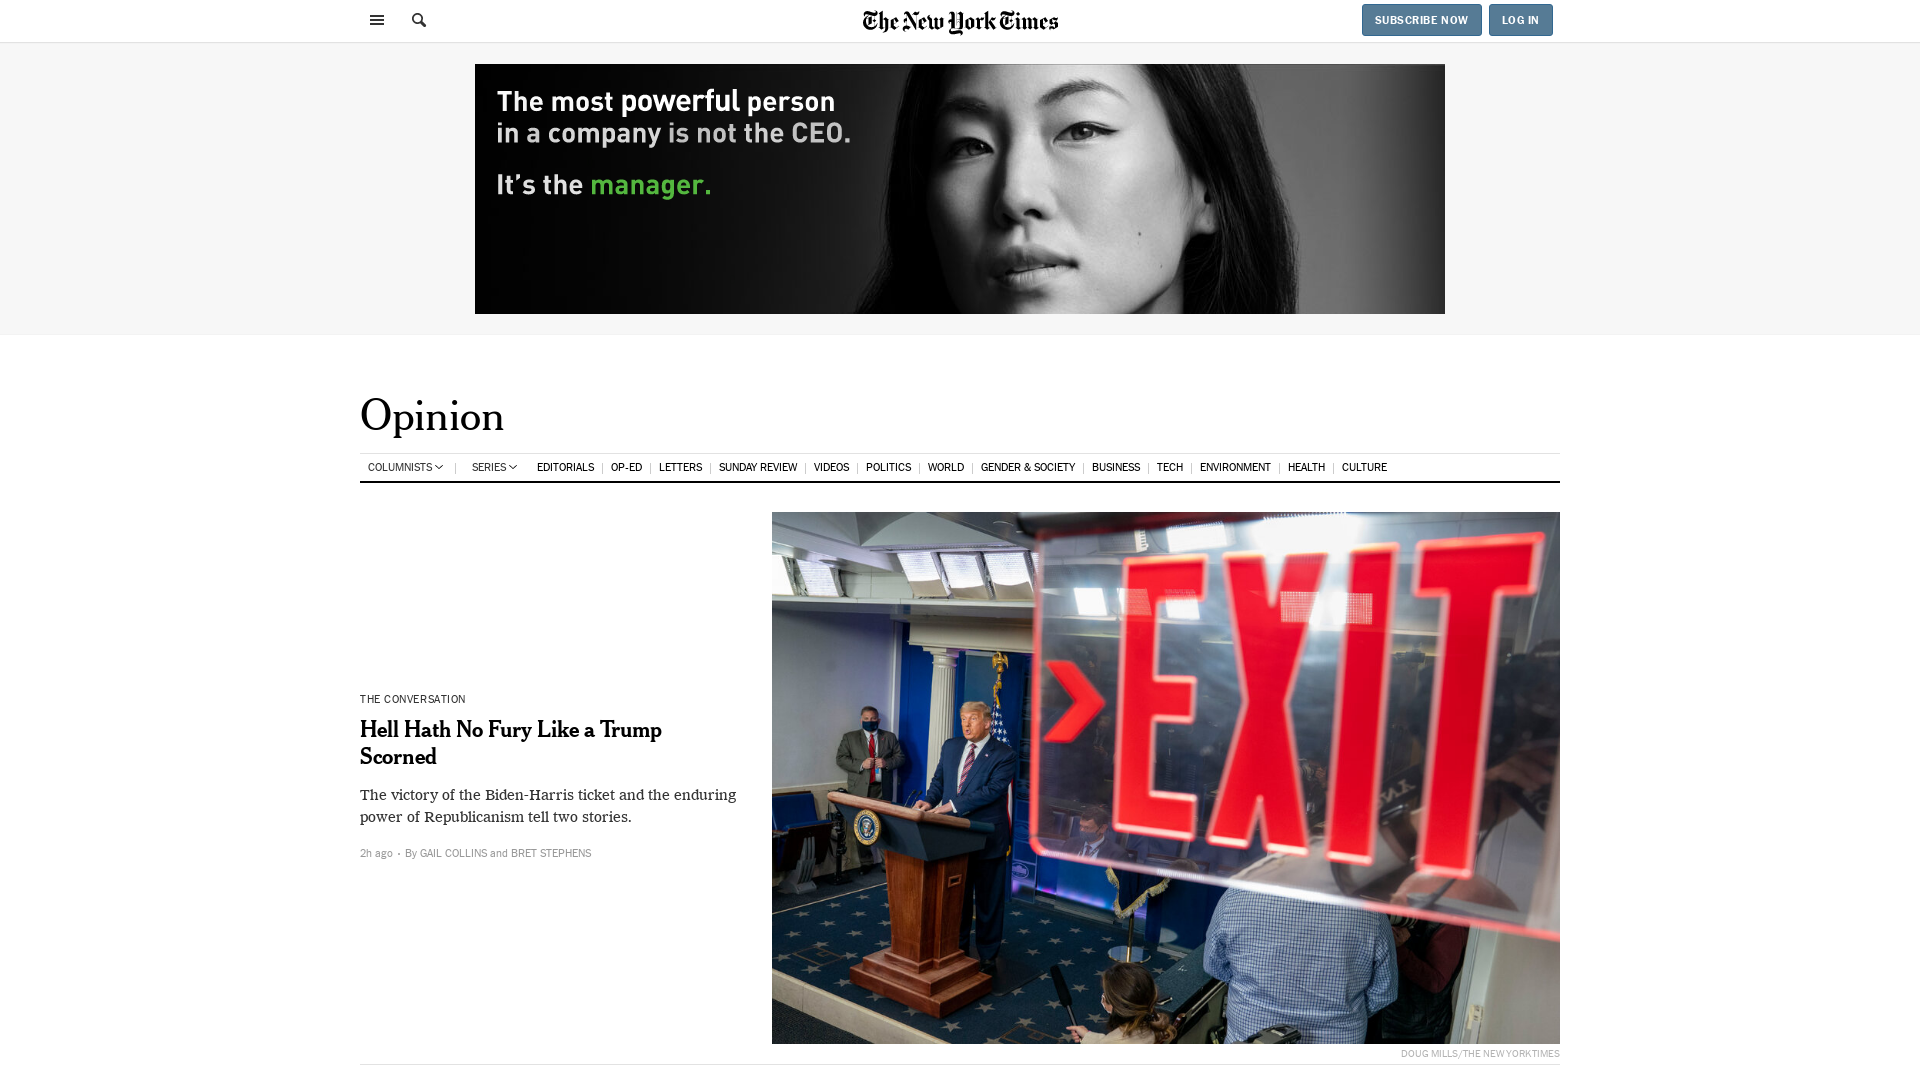 The New York Times
SUBSCRIBE NOW
LOG IN
The most powerful person
in a company is not the CEO.
It's the manager.
Opinion
COLUMNISTS
SERIES
EDITORIALS
OP-ED
LETTERS
SUNDAY REVIEW
VIDEOS
POLITICS
WORLD
GENDER & SOCIETY
BUSINESS
TECH
ENVIRONMENT
HEALTH
CULTURE
THE CONVERSATION
Hell Hath No Fury Like a Trump
Scorned
The victory of the Biden-Harris ticket and the enduring
power of Republicanism tell two stories.
2h ago • By GAIL COLLINS and BRET STEPHENS
EXIT
DOUG MILLS/THE NEW YORK TIMES